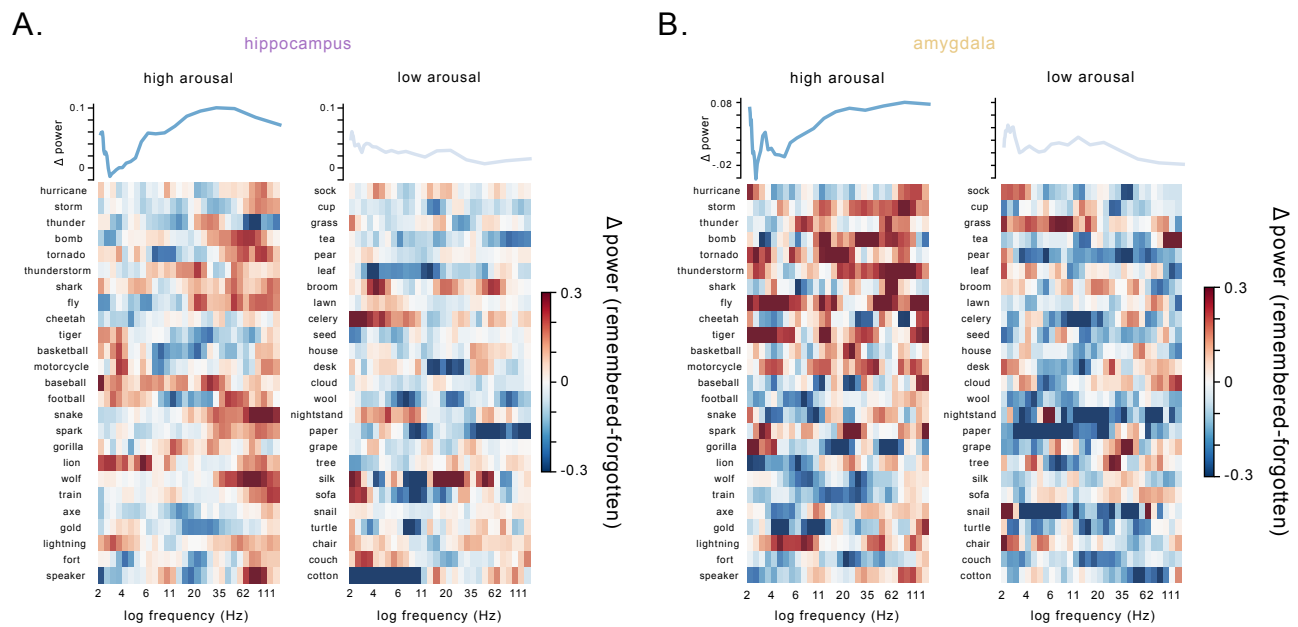 A.
hippocampus
high arousal
low arousal
0.1
0
Δ power
0.1
0
hurricane
storm
thunder
bomb
tornado
thunderstorm
shark
fly
cheetah
tiger
basketball
motorcycle
baseball
football
snake
spark
gorilla
lion
wolf
train
axe
gold
lightning
fort
speaker
2 4 6 11 20 35 62 111
log frequency (Hz)
sock
cup
grass
tea
pear
leaf
broom
lawn
celery
seed
house
desk
cloud
wool
nightstand
paper
grape
tree
silk
sofa
snail
turtle
chair
couch
cotton
2 4 6 11 20 35 62 111
log frequency (Hz)
0.3
0
-0.3
Δ power (remembered-forgotten)
B.
amygdala
high arousal
low arousal
0.08
-.02
Δ power
hurricane
storm
thunder
bomb
tornado
thunderstorm
shark
fly
cheetah
tiger
basketball
motorcycle
baseball
football
snake
spark
gorilla
lion
wolf
train
axe
gold
lightning
fort
speaker
2 4 6 11 20 35 62 111
log frequency (Hz)
sock
cup
grass
tea
pear
leaf
broom
lawn
celery
seed
house
desk
cloud
wool
nightstand
paper
grape
tree
silk
sofa
snail
turtle
chair
couch
cotton
2 4 6 11 20 35 62 111
log frequency (Hz)
0.3
0
-0.3
Δ power (remembered-forgotten)